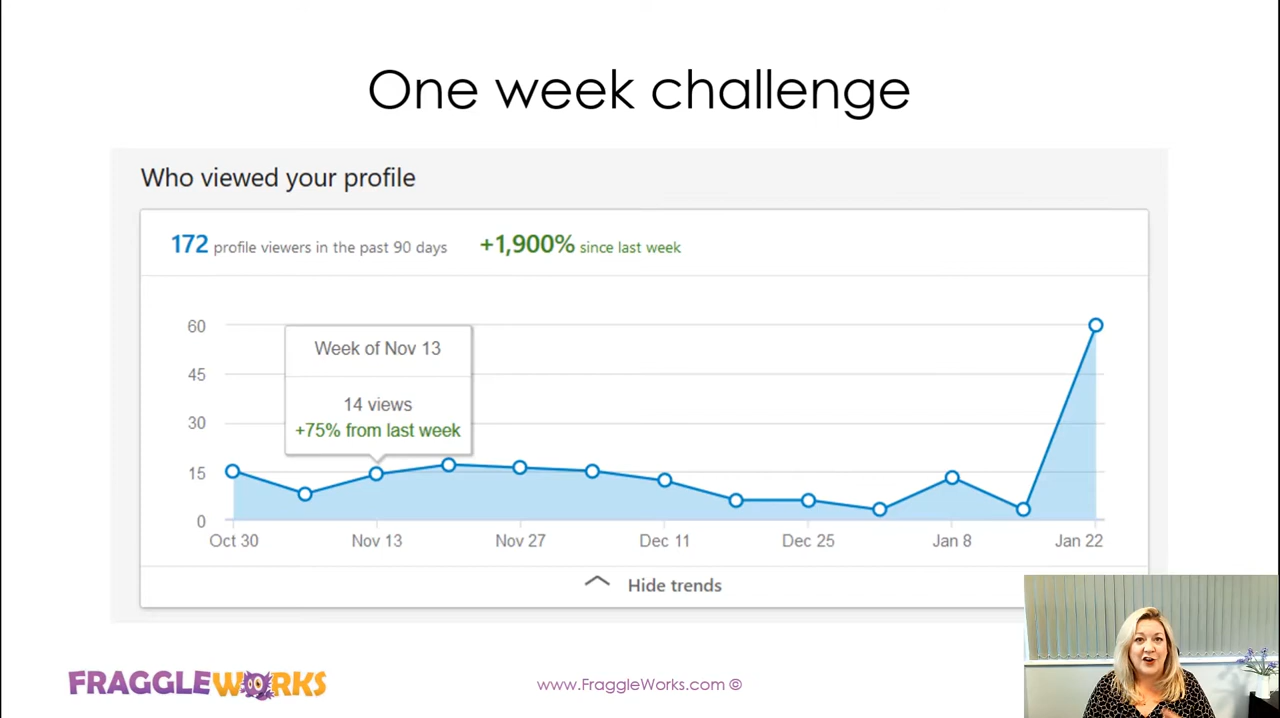 One week challenge
Who viewed your profile
172 profile viewers in the past 90 days +1,900% since last week
60
45
30
15
0
Week of Nov 13
14 views
+75% from last week
Oct 30 Nov 13 Nov 27 Dec 11 Dec 25 Jan 8 Jan 22
Hide trends
FRAGGLEWORKS
www.FraggleWorks.com ©